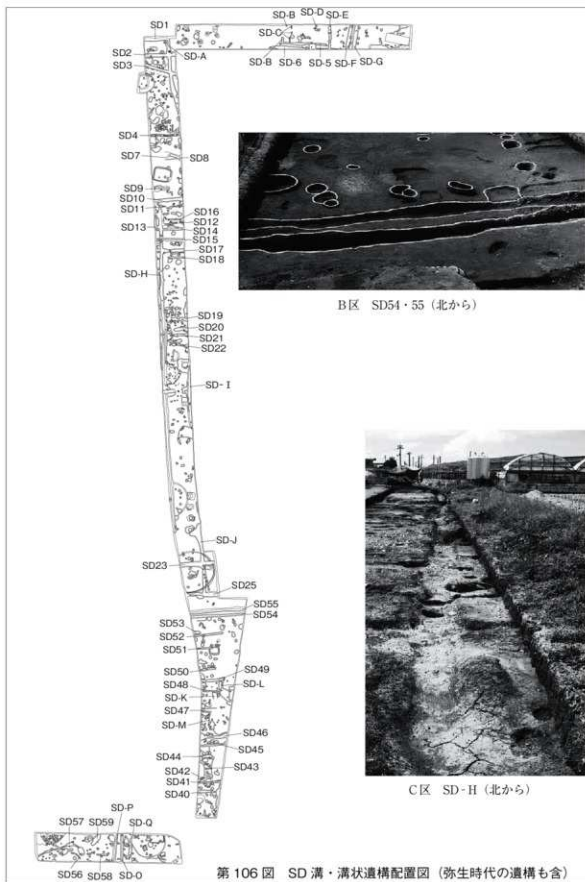 SD-B
SD-D
SD-E
SD-C
SD1
SD2
SD-A
SD3
SD-B
SD-6
SD-5
SD-F
SD-G
SD4
SD7
SD8
SD9
SD10
SD11
SD16
SD12
SD13
SD14
SD15
SD17
SD18
SD-H
SD19
SD20
SD21
SD22
SD-I
SD-J
SD23
SD25
SD55
SD54
SD53
SD52
SD51
SD50
SD49
SD48
SD-L
SD-K
SD47
SD-M
SD46
SD45
SD44
SD43
SD42
SD41
SD40
SD-P
SD57
SD59
SD-Q
SD56
SD58
SD-O
B区 SD54・55(北から)
C区 SD-H(北から)
第106図 SD溝・溝状遺構配置図(弥生時代の遺構も含)